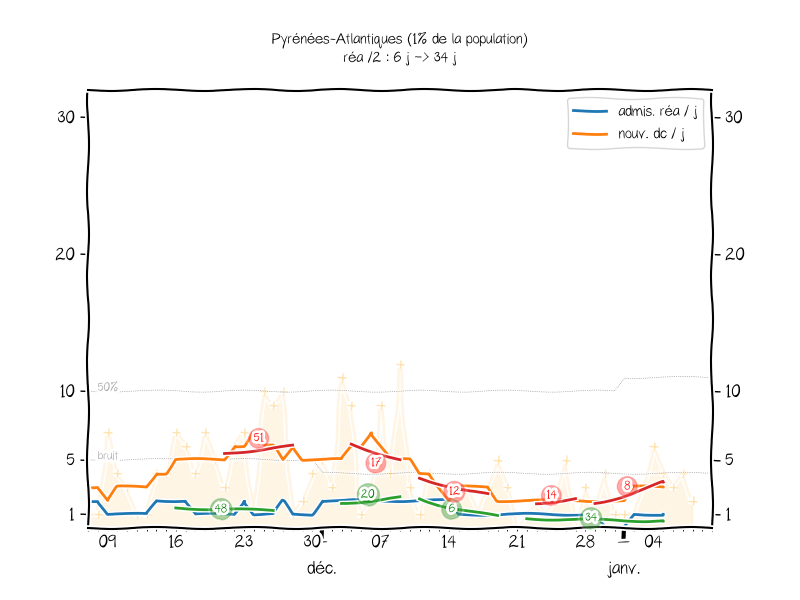 Pyrénées-Atlantiques (1% de la population)
réa /2 : 6 j -> 34 j
admis. réa / j
nouv. dc / j
30
30
20
20
10
10
50%
5
5
bruit
1
1
51
17
12
14
8
48
20
6
34
09 16 23 30 07 14 21 28 04
déc. janv.